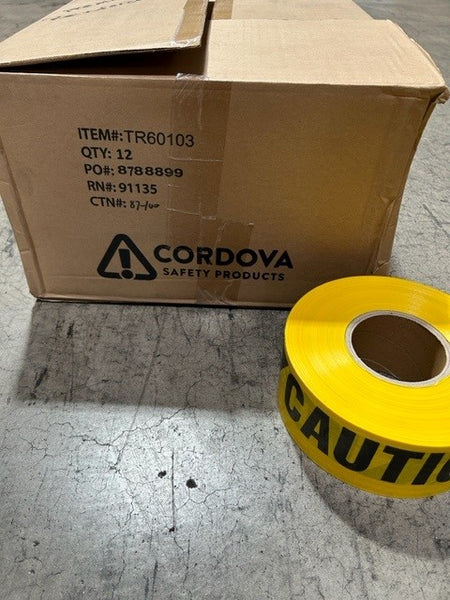 ITEM#:TR60103
QTY: 12
PO#: 8788899
RN#: 91135
CTN#: 87-100
CORDOVA
SAFETY PRODUCTS
CAUTI